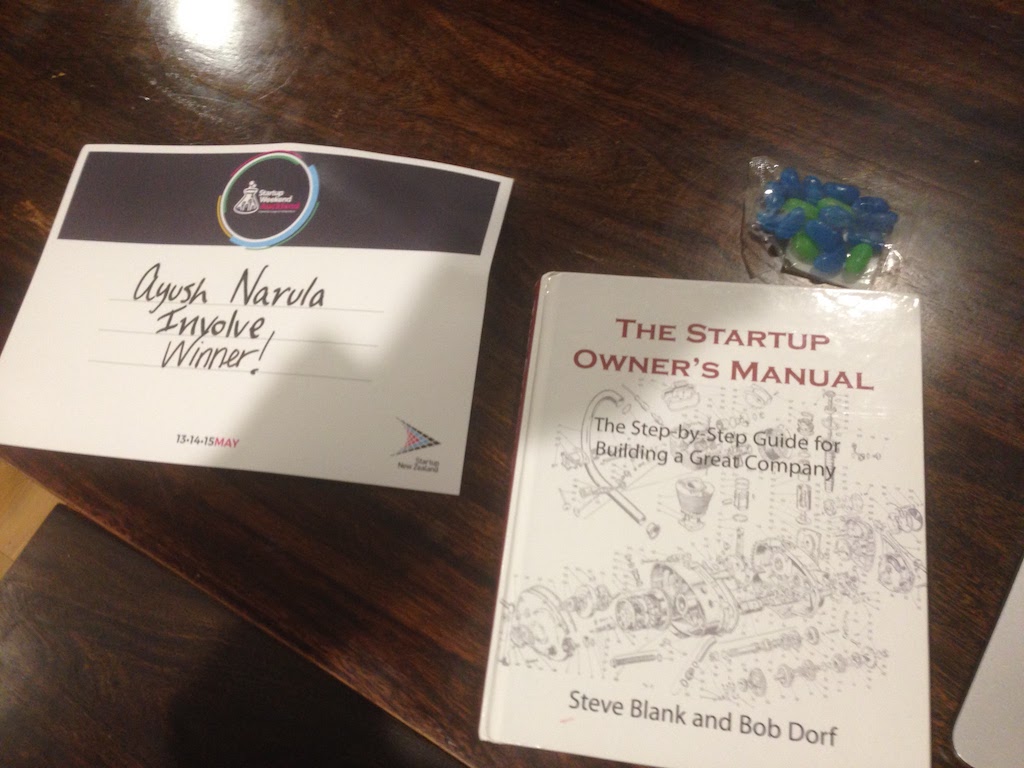 Startup
Weekend
Auckland
Ayush Narula
Involve
Winner!
13-14-15MAY
Startup
New Zealand
THE STARTUP
OWNER'S MANUAL
The Step-by-Step Guide for
Building a Great Company
Steve Blank and Bob Dorf